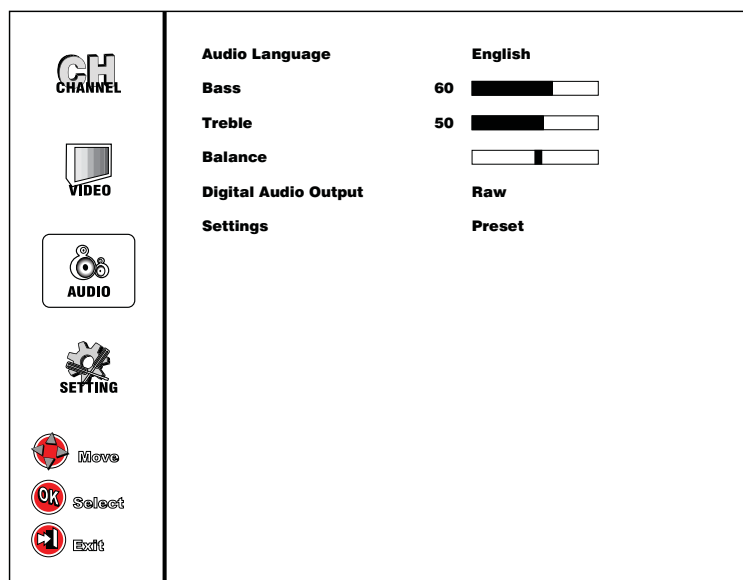 CH
CHANNEL
VIDEO
AUDIO
SETTING
Move
OK Select
Exit
Audio Language English
Bass 60
Treble 50
Balance
Digital Audio Output Raw
Settings Preset